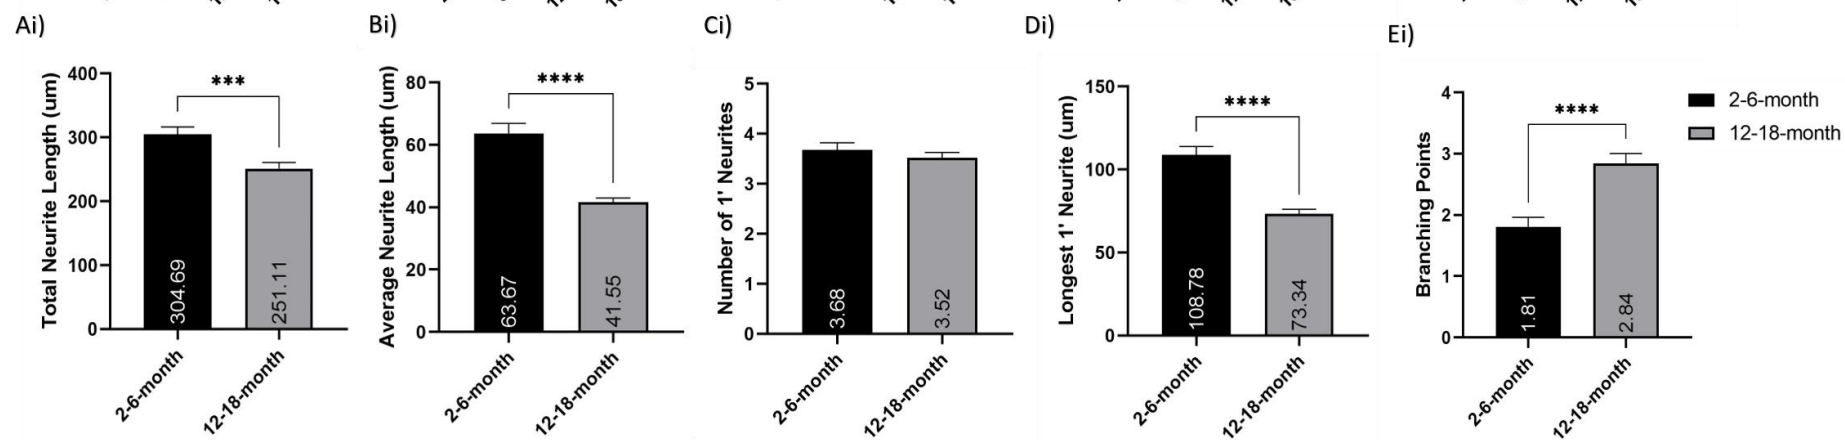 Ai)
Total Neurite Length (um)
400
300
200
100
0
***
304.69
251.11
2-6-month
12-18-month
Bi)
Average Neurite Length (um)
80
60
40
20
0
****
63.67
41.55
2-6-month
12-18-month
Ci)
Number of 1' Neurites
5
4
3
2
1
0
3.68
3.52
2-6-month
12-18-month
Di)
Longest 1' Neurite (um)
150
100
50
0
****
108.78
73.34
2-6-month
12-18-month
Ei)
Branching Points
4
3
2
1
0
****
1.81
2.84
2-6-month
12-18-month
2-6-month
12-18-month